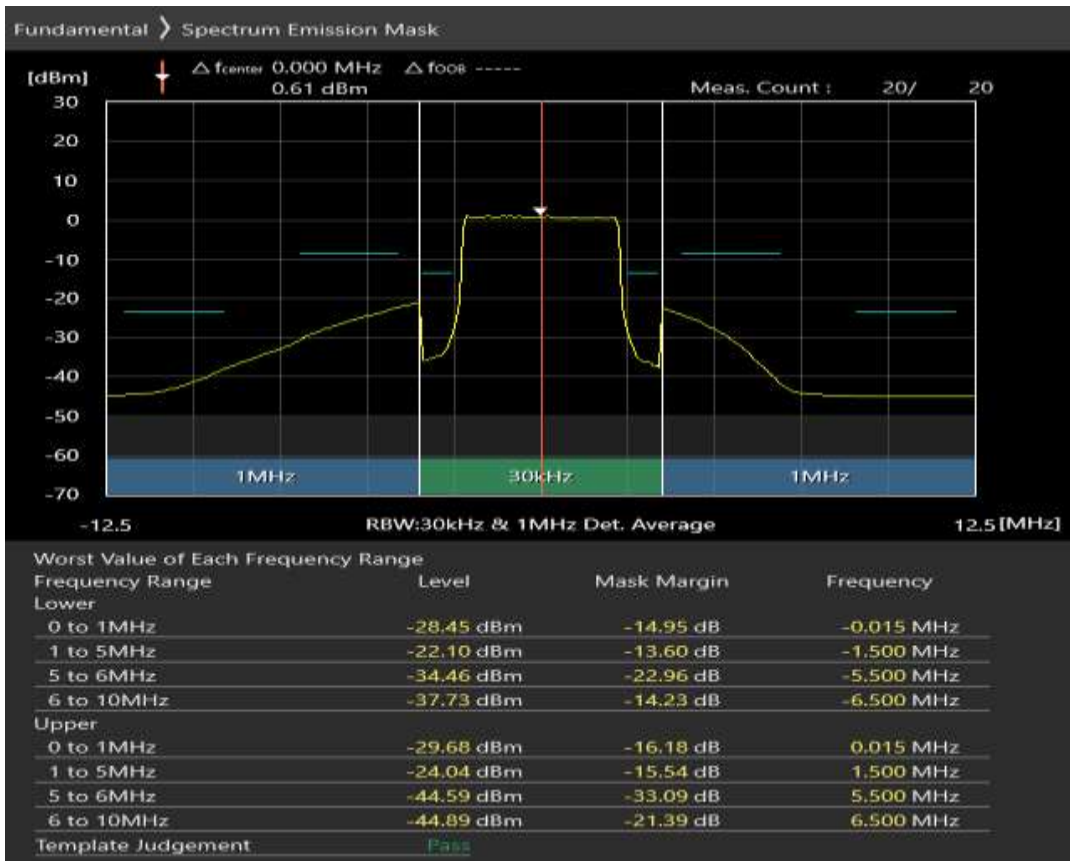 Fundamental 〉 Spectrum Emission Mask
[dBm] △ fcenter 0.000 MHz △ fOOB -----
0.61 dBm Meas. Count : 20/ 20
30
20
10
0
-10
-20
-30
-40
-50
-60
1MHz 30kHz 1MHz
-70
-12.5 RBW:30kHz & 1MHz Det. Average 12.5 [MHz]
Worst Value of Each Frequency Range
Frequency Range Level Mask Margin Frequency
Lower
0 to 1MHz -28.45 dBm -14.95 dB -0.015 MHz
1 to 5MHz -22.10 dBm -13.60 dB -1.500 MHz
5 to 6MHz -34.46 dBm -22.96 dB -5.500 MHz
6 to 10MHz -37.73 dBm -14.23 dB -6.500 MHz
Upper
0 to 1MHz -29.68 dBm -16.18 dB 0.015 MHz
1 to 5MHz -24.04 dBm -15.54 dB 1.500 MHz
5 to 6MHz -44.59 dBm -33.09 dB 5.500 MHz
6 to 10MHz -44.89 dBm -21.39 dB 6.500 MHz
Template Judgement Pass